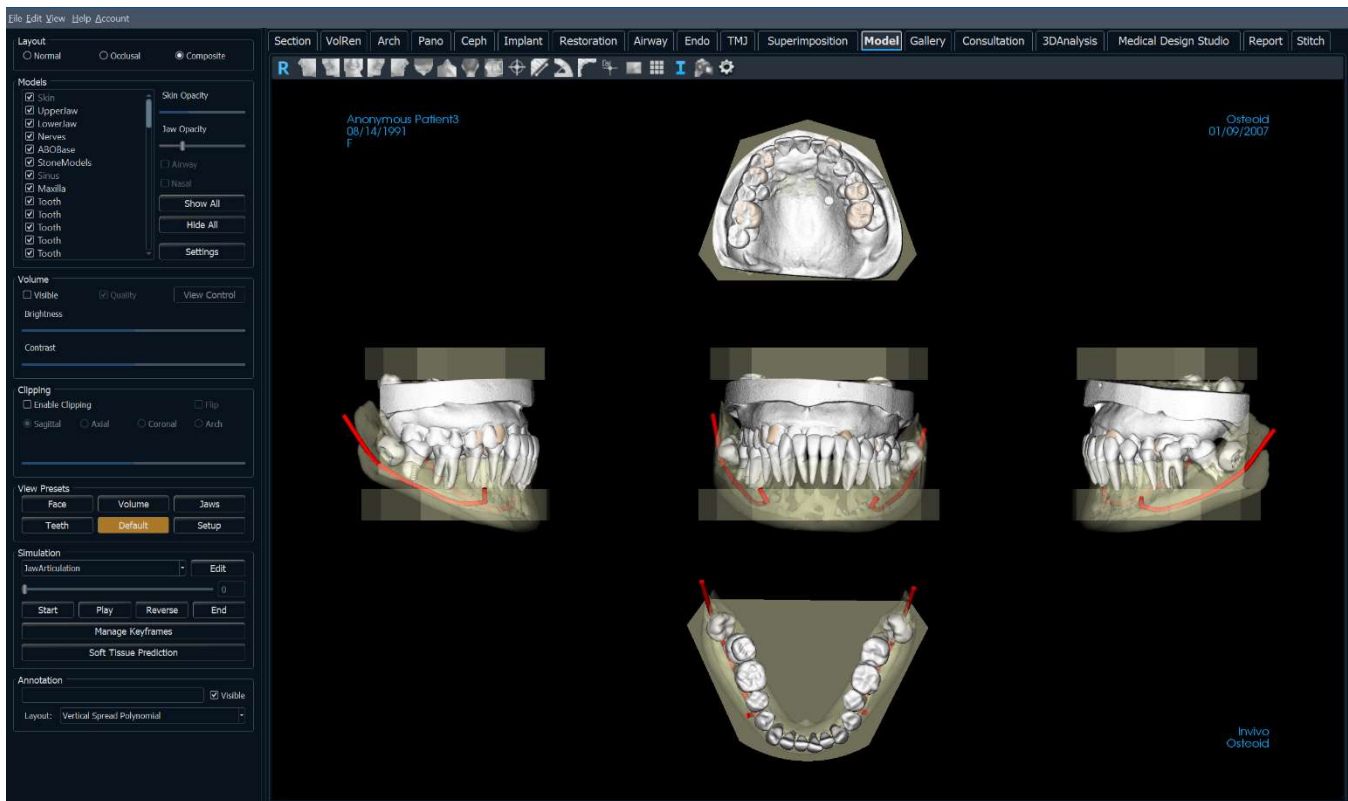 File Edit View Help Account
Layout
Normal Occlusal Composite
Models
Skin
UpperJaw
LowerJaw
Nerves
ABOBase
StoneModels
Sinus
Maxilla
Tooth
Tooth
Tooth
Tooth
Tooth
Skin Opacity
Jaw Opacity
Airway
Nasal
Show All
Hide All
Settings
Volume
Visible Quality View Control
Brightness
Contrast
Clipping
Enable Clipping Flip
Sagittal Axial Coronal Arch
View Presets
Face Volume Jaws
Teeth Default Setup
Simulation
JawArticulation Edit
0
Start Play Reverse End
Manage Keyframes
Soft Tissue Prediction
Annotation
Visible
Layout: Vertical Spread Polynomial
Section VolRen Arch Pano Ceph Implant Restoration Airway Endo TMJ Superimposition Model Gallery Consultation 3DAnalysis Medical Design Studio Report Stitch
R I
Anonymous Patient3
08/14/1991
F
Osteoid
01/09/2007
Invivo
Osteoid